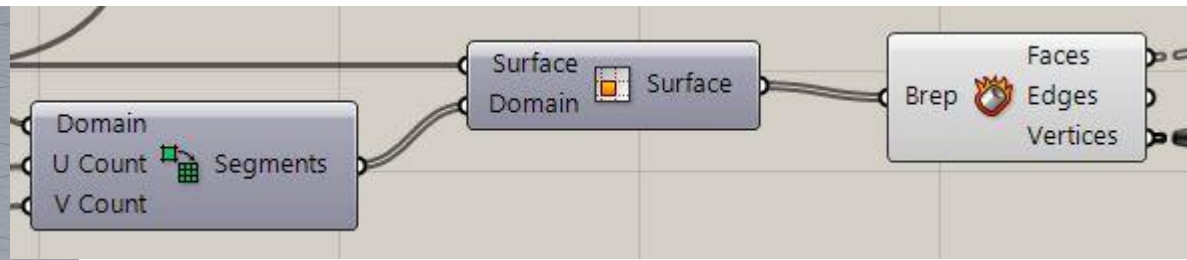 Domain
U Count
V Count
Segments
Surface
Domain
Surface
Brep
Faces
Edges
Vertices